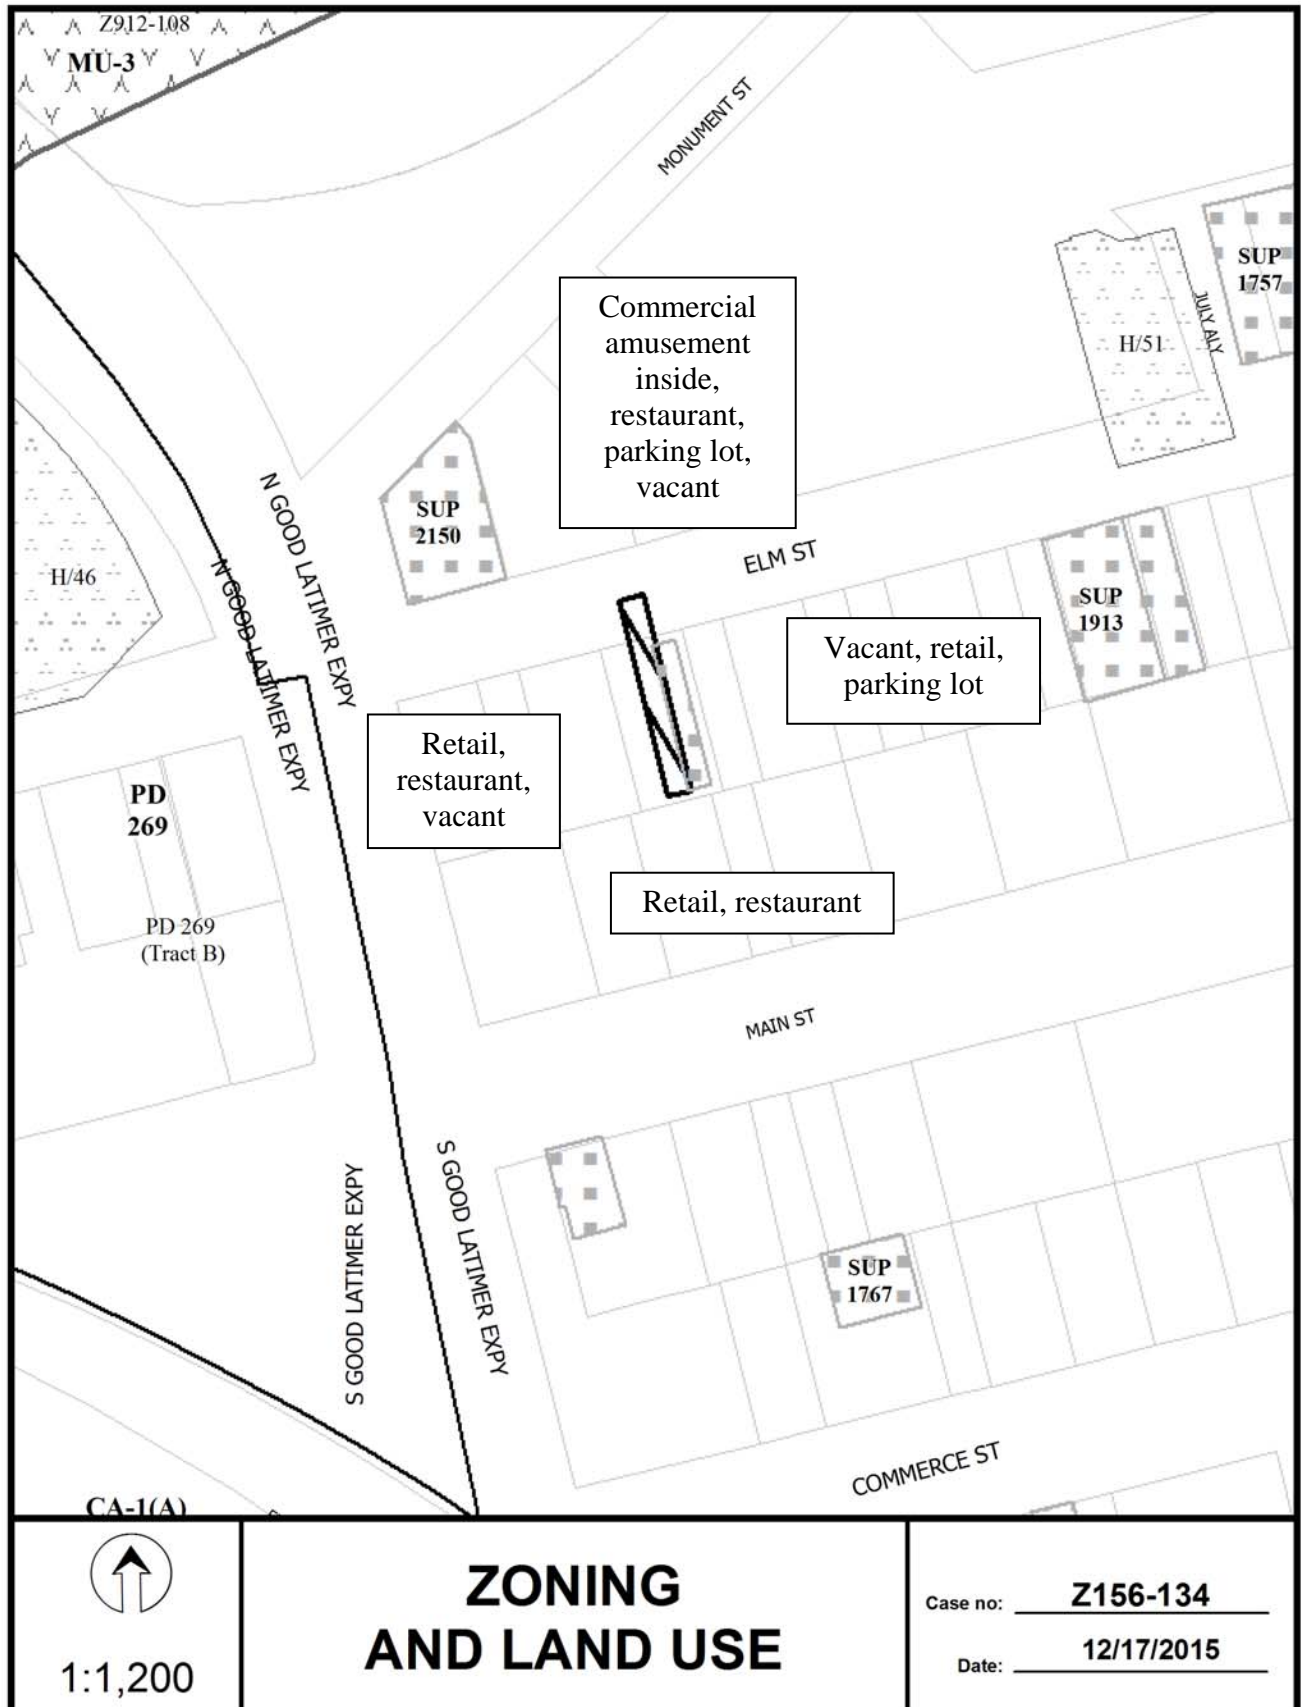 Z912-108
MU-3
MONUMENT ST
SUP
1757
JULY ALY
H/51
Commercial
amusement
inside,
restaurant,
parking lot,
vacant
N GOOD LATIMER EXPY
SUP
2150
ELM ST
H/46
N GOOD LATIMER EXPY
SUP
1913
Vacant, retail,
parking lot
Retail,
restaurant,
vacant
PD
269
Retail, restaurant
PD 269
(Tract B)
MAIN ST
S GOOD LATIMER EXPY
S GOOD LATIMER EXPY
SUP
1767
COMMERCE ST
CA-1(A)
1:1,200
ZONING
AND LAND USE
Case no: Z156-134
Date: 12/17/2015